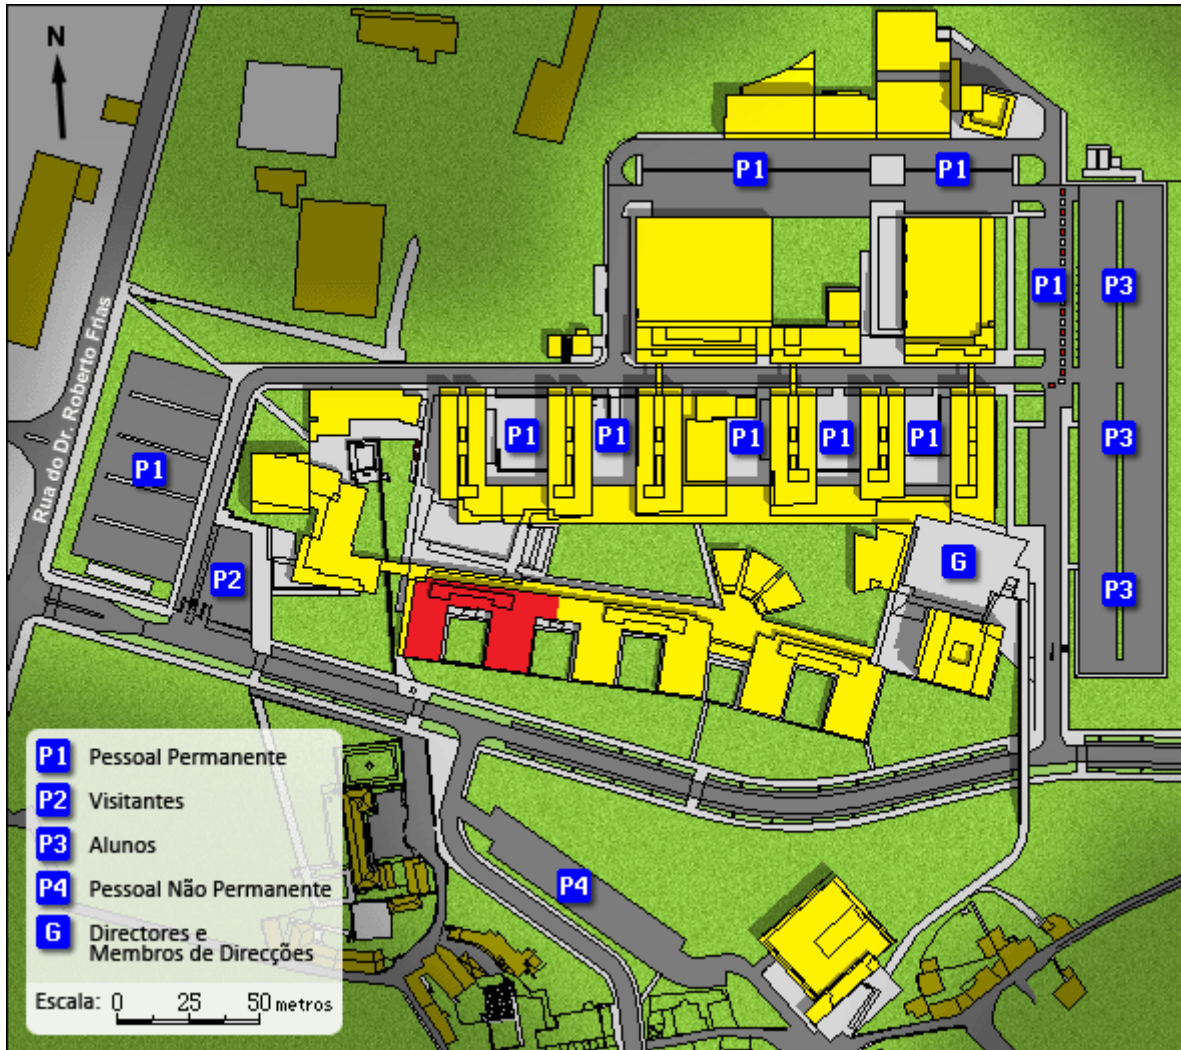 N
P1
P1
P1
P3
Rua do Dr. Roberto Frias
P1
P1
P1
P1
P1
P3
P1
P2
G
P3
P4
P1 Pessoal Permanente
P2 Visitantes
P3 Alunos
P4 Pessoal Não Permanente
G Directores e
Membros de Direcções
Escala: 0 25 50 metros